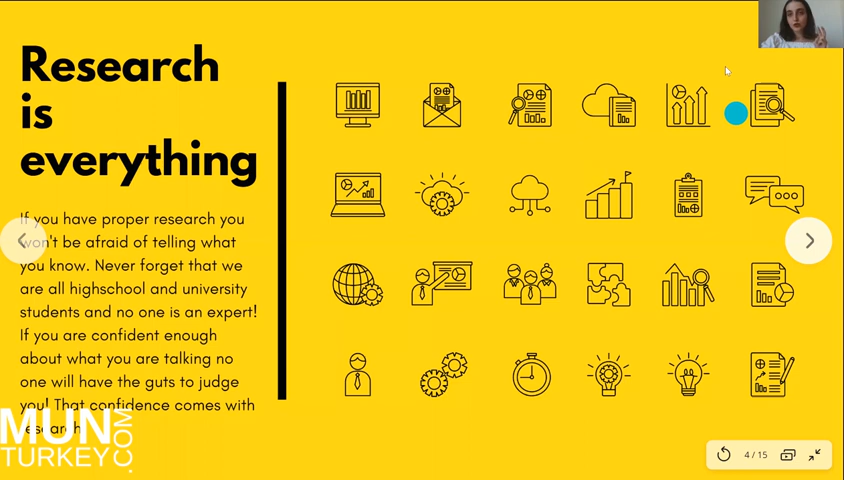 Research
is
everything
If you have proper research you
won't be afraid of telling what
you know. Never forget that we
are all highschool and university
students and no one is an expert!
If you are confident enough
about what you are talking no
one will have the guts to judge
you! That confidence comes with
research
MUN
TURKEY
.COM
4 / 15